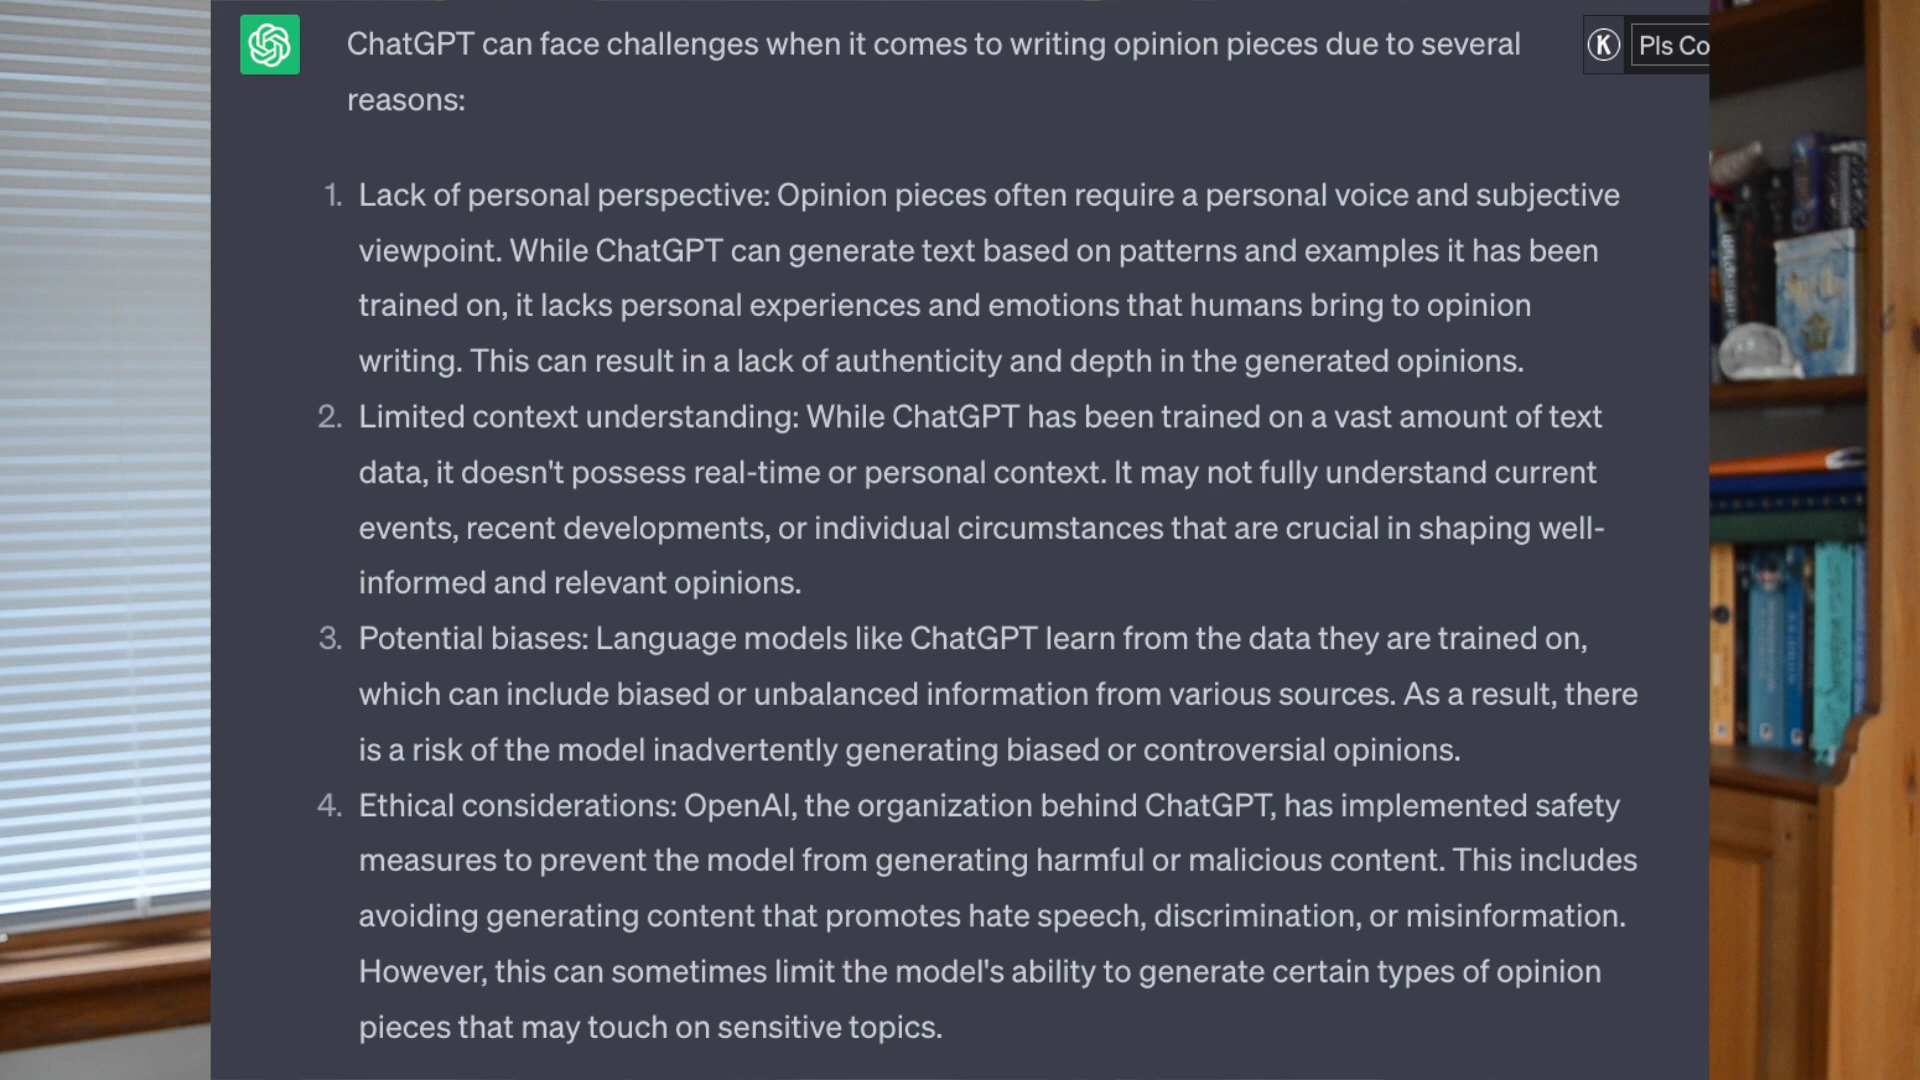 ChatGPT can face challenges when it comes to writing opinion pieces due to several
reasons:
K Pls Co
1. Lack of personal perspective: Opinion pieces often require a personal voice and subjective
viewpoint. While ChatGPT can generate text based on patterns and examples it has been
trained on, it lacks personal experiences and emotions that humans bring to opinion
writing. This can result in a lack of authenticity and depth in the generated opinions.
2. Limited context understanding: While ChatGPT has been trained on a vast amount of text
data, it doesn't possess real-time or personal context. It may not fully understand current
events, recent developments, or individual circumstances that are crucial in shaping well-
informed and relevant opinions.
3. Potential biases: Language models like ChatGPT learn from the data they are trained on,
which can include biased or unbalanced information from various sources. As a result, there
is a risk of the model inadvertently generating biased or controversial opinions.
4. Ethical considerations: OpenAI, the organization behind ChatGPT, has implemented safety
measures to prevent the model from generating harmful or malicious content. This includes
avoiding generating content that promotes hate speech, discrimination, or misinformation.
However, this can sometimes limit the model's ability to generate certain types of opinion
pieces that may touch on sensitive topics.